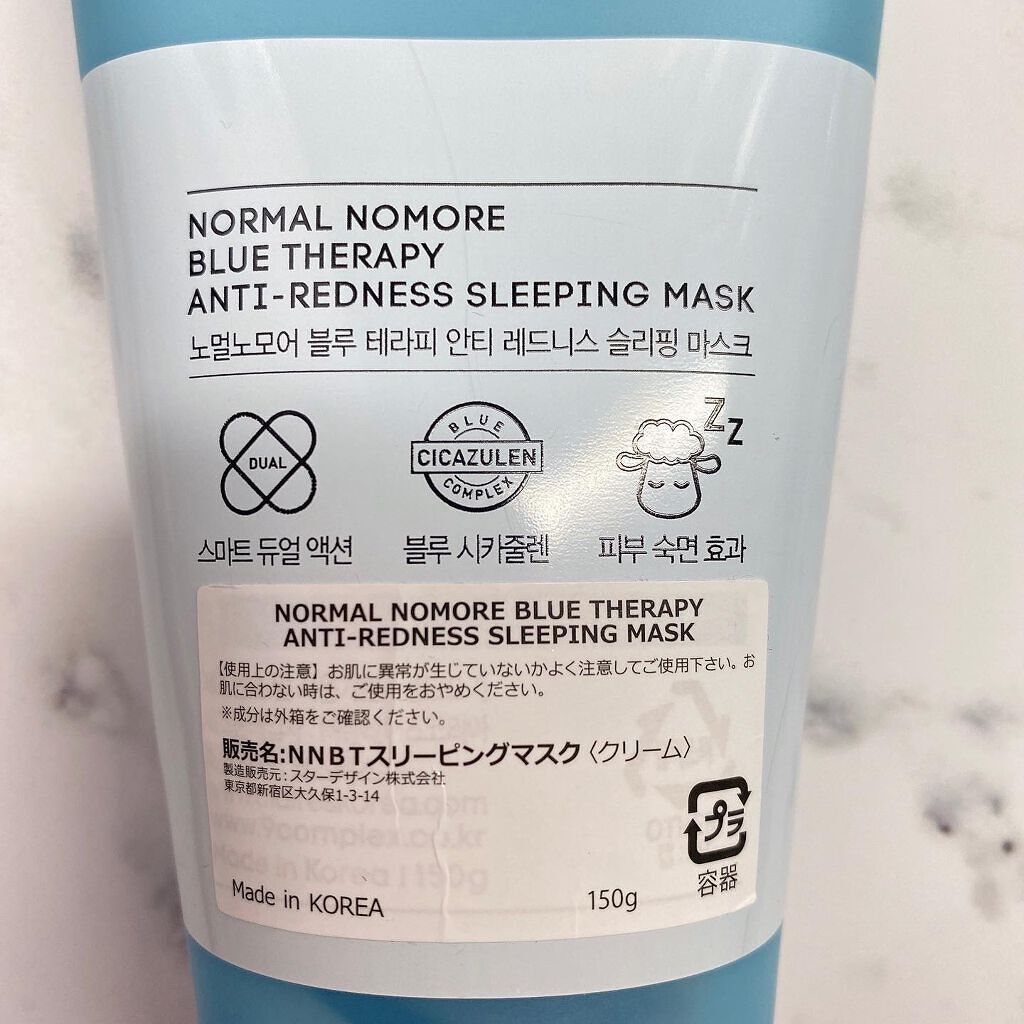 NORMAL NOMORE
BLUE THERAPY
ANTI-REDNESS SLEEPING MASK
노멀노모어 블루 테라피 안티 레드니스 슬리핑 마스크
DUAL
BLUE
CICAZULEN
COMPLEX
Z
Z
스마트 듀얼 액션
블루 시카줄렌
피부 숙면 효과
NORMAL NOMORE BLUE THERAPY
ANTI-REDNESS SLEEPING MASK
【使用上の注意】お肌に異常が生じていないかよく注意してご使用下さい。お
肌に合わない時は、ご使用をおやめください。
※成分は外箱をご確認ください。
販売名:NNBTスリーピングマスク〈クリーム〉
製造販売元:スターデザイン株式会社
東京都新宿区大久保1-3-14
www.9complex.co.kr
Made in Korea | 150g
プラ
容器
Made in KOREA
150g